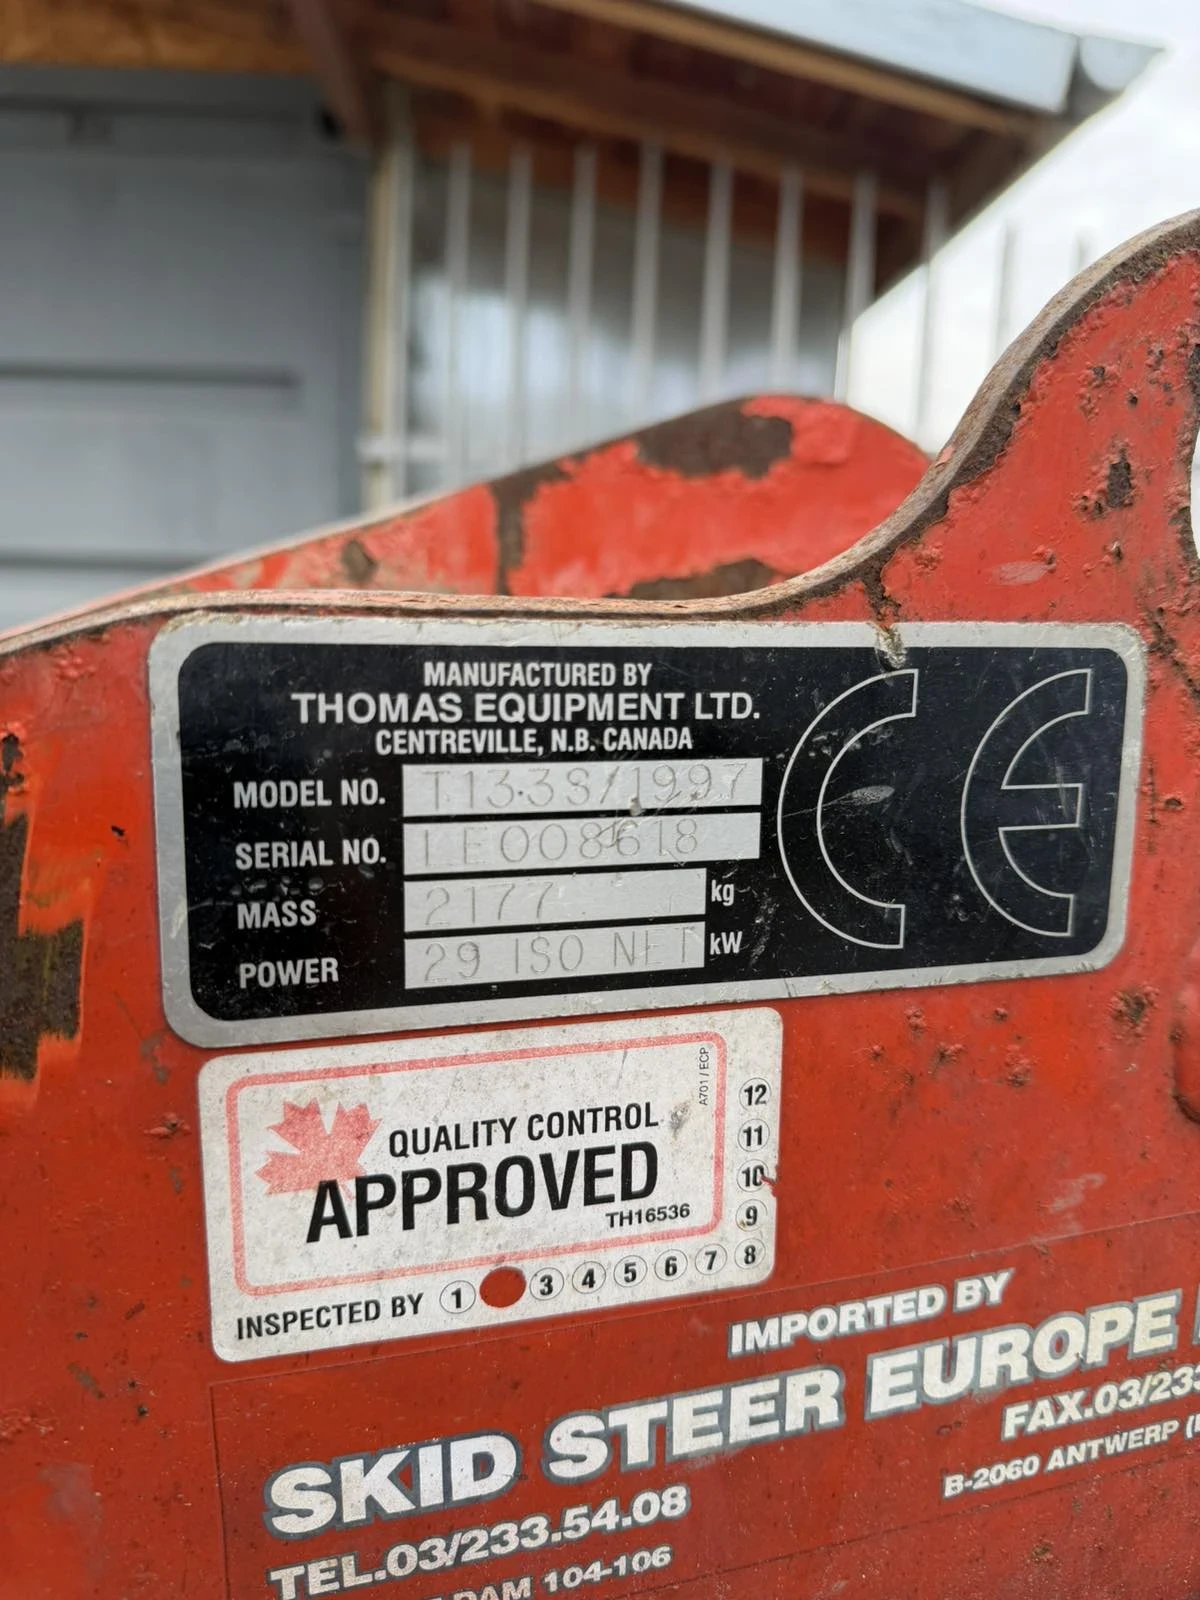 MANUFACTURED BY
THOMAS EQUIPMENT LTD.
CENTREVILLE, N.B. CANADA
MODEL NO. T133S/1997
SERIAL NO. LE008618
MASS 2177 kg
POWER 29 ISO NET kW
CE
QUALITY CONTROL
APPROVED
TH16536
A701 / ECP
12
11
10
9
INSPECTED BY 1 3 4 5 6 7 8
IMPORTED BY
SKID STEER EUROPE
TEL.03/233.54.08
FAX.03/233
DAM 104-106
B-2060 ANTWERP